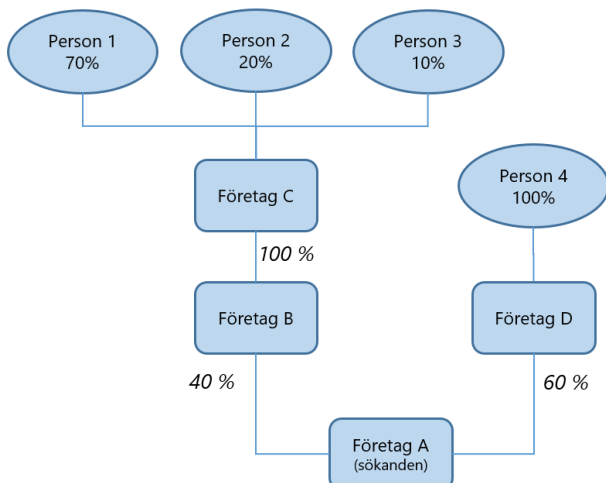 Person 1
70%
Person 2
20%
Person 3
10%
Företag C
Person 4
100%
100 %
Företag B
Företag D
40 %
60 %
Företag A
(sökanden)